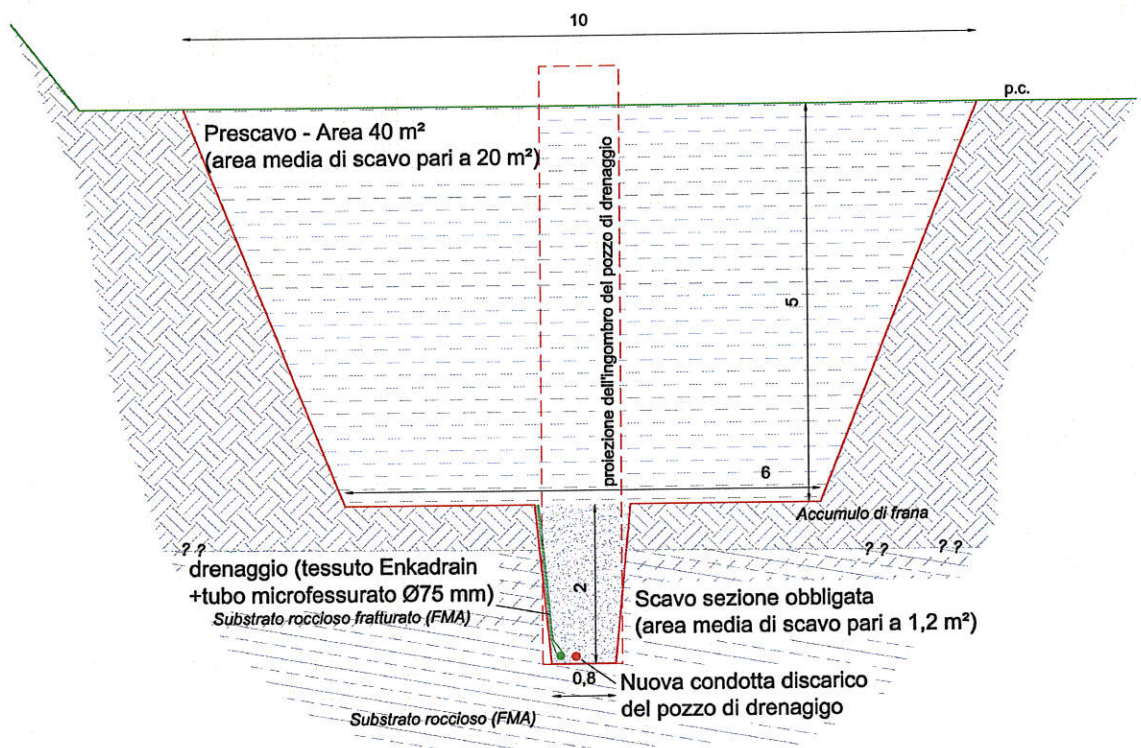 10
p.c.
Prescavo - Area 40 m²
(area media di scavo pari a 20 m²)
proiezione dell'ingombro del pozzo di drenaggio
5
6
Accumulo di frana
? ?
? ?
? ?
drenaggio (tessuto Enkadrain
+tubo microfessurato Ø75 mm)
Substrato roccioso fratturato (FMA)
2
Scavo sezione obbligata
(area media di scavo pari a 1,2 m²)
0,8
Nuova condotta discarico
del pozzo di drenagigo
Substrato roccioso (FMA)